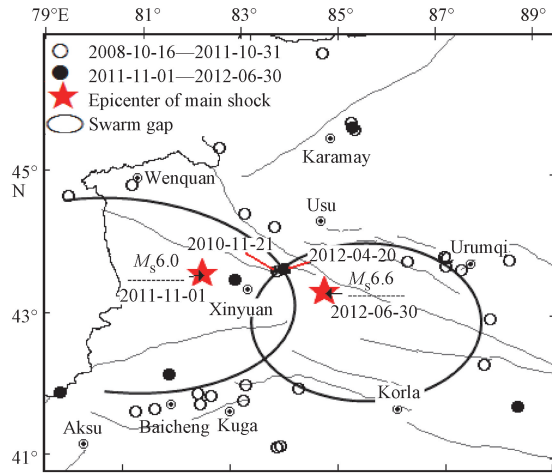 79°E 81° 83° 85° 87° 89°
2008-10-16—2011-10-31
2011-11-01—2012-06-30
Epicenter of main shock
Swarm gap
Karamay
45°
N
Wenquan
Usu
2010-11-21
2012-04-20
Urumqi
Ms6.0
Ms6.6
2011-11-01
2012-06-30
Xinyuan
43°
Korla
Baicheng
Kuga
Aksu
41°